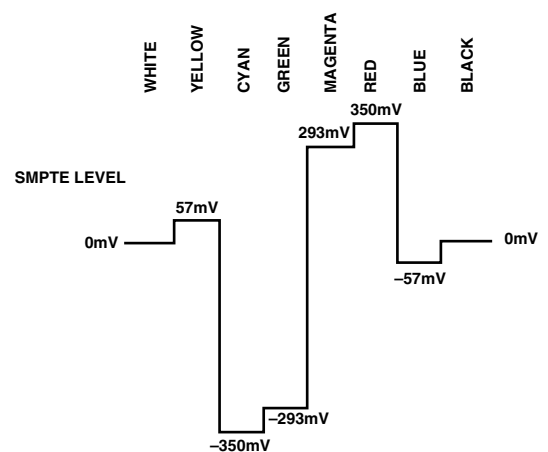 WHITE
YELLOW
CYAN
GREEN
MAGENTA
RED
BLUE
BLACK
350mV
293mV
SMPTE LEVEL
57mV
0mV
0mV
–57mV
–293mV
–350mV